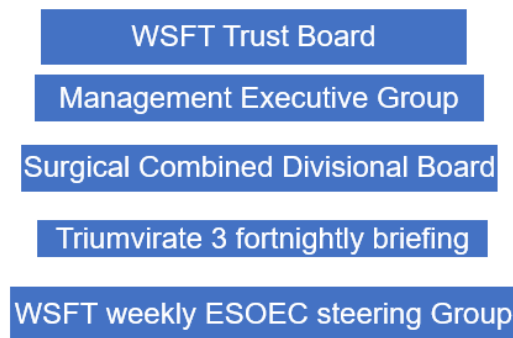 WSFT Trust Board
Management Executive Group
Surgical Combined Divisional Board
Triumvirate 3 fortnightly briefing
WSFT weekly ESOEC steering Group